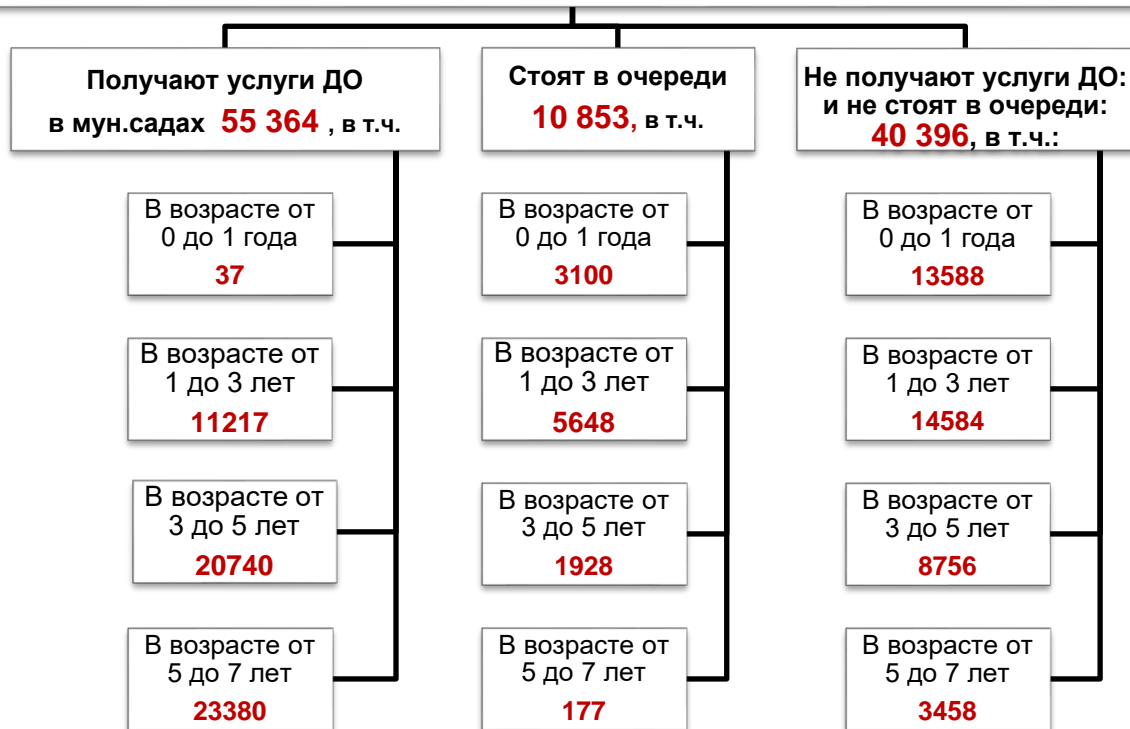 Получают услуги ДО
в мун.садах 55 364 , в т.ч.
В возрасте от
0 до 1 года
37
В возрасте от
1 до 3 лет
11217
В возрасте от
3 до 5 лет
20740
В возрасте от
5 до 7 лет
23380
Стоят в очереди
10 853, в т.ч.
В возрасте от
0 до 1 года
3100
В возрасте от
1 до 3 лет
5648
В возрасте от
3 до 5 лет
1928
В возрасте от
5 до 7 лет
177
Не получают услуги ДО:
и не стоят в очереди:
40 396, в т.ч.:
В возрасте от
0 до 1 года
13588
В возрасте от
1 до 3 лет
14584
В возрасте от
3 до 5 лет
8756
В возрасте от
5 до 7 лет
3458